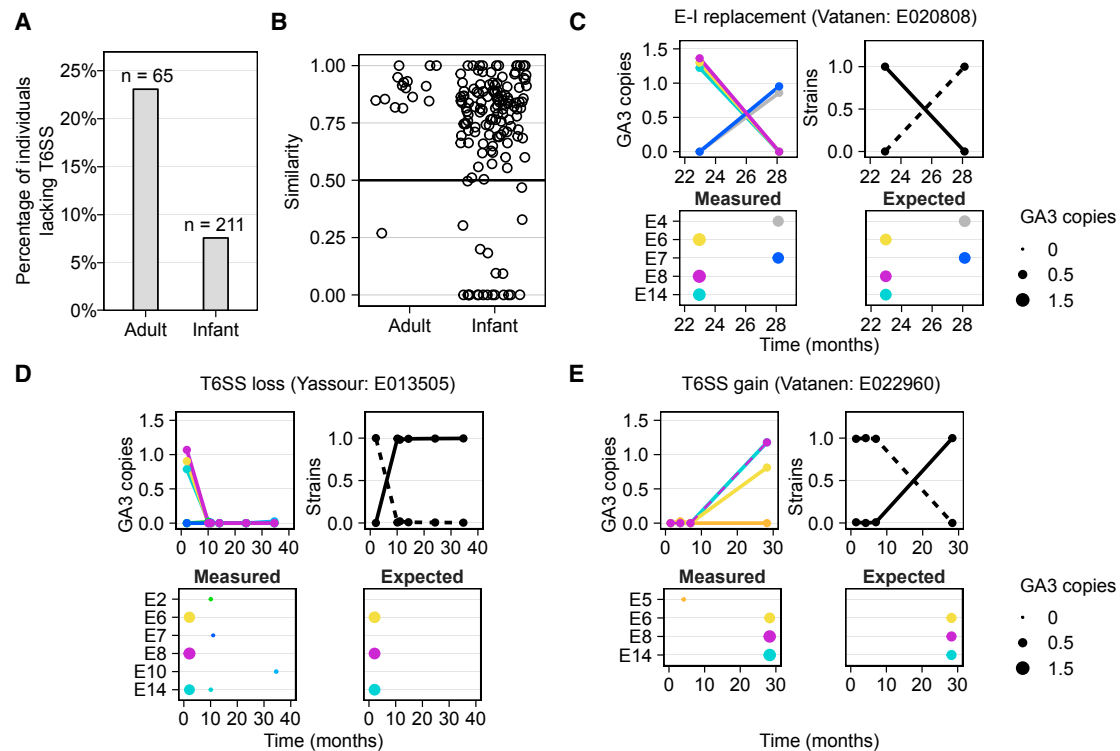 A
Percentage of individuals
lacking T6SS
25%
20%
15%
10%
5%
0%
n = 65
n = 211
Adult
Infant
B
Similarity
1.00
0.75
0.50
0.25
0.00
Adult
Infant
C
E-I replacement (Vatanen: E020808)
GA3 copies
1.5
1.0
0.5
0.0
22 24 26 28
Strains
1.0
0.5
0.0
22 24 26 28
Measured
Expected
E4
E6
E7
E8
E14
22 24 26 28
22 24 26 28
Time (months)
GA3 copies
0
0.5
1.5
D
T6SS loss (Yassour: E013505)
GA3 copies
1.5
1.0
0.5
0.0
0 10 20 30 40
Strains
1.0
0.5
0.0
0 10 20 30 40
Measured
Expected
E2
E6
E7
E8
E10
E14
0 10 20 30 40
0 10 20 30 40
Time (months)
E
T6SS gain (Vatanen: E022960)
GA3 copies
1.5
1.0
0.5
0.0
0 10 20 30
Strains
1.0
0.5
0.0
0 10 20 30
Measured
Expected
E5
E6
E8
E14
0 10 20 30
0 10 20 30
Time (months)
GA3 copies
0
0.5
1.5